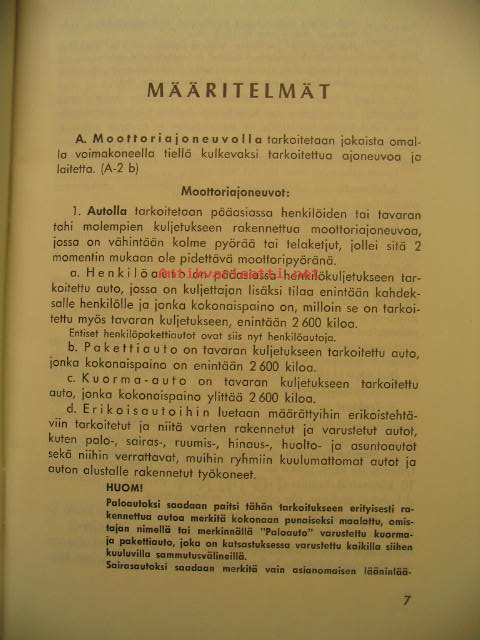 MÄÄRITELMÄT
A. Moottoriajoneuvolla tarkoitetaan jokaista omal-
la voimakoneella tiellä kulkevaksi tarkoitettua ajoneuvoa ja
laitetta. (A-2 b)
Moottoriajoneuvot:
1. Autolla tarkoitetaan pääasiassa henkilöiden tai tavaran
tahi molempien kuljetukseen rakennettua moottoriajoneuvoa,
jossa on vähintään kolme pyörää tai telaketjut, jollei sitä 2
momentin mukaan ole pidettävä moottoripyöränä.
a. Henkilöauto on pääasiassa henkilökuljetukseen tar-
koitettu auto, jossa on kuljettajan lisäksi tilaa enintään kahdek-
salle henkilölle ja jonka kokonaispaino on, milloin se on tarkoi-
tettu myös tavaran kuljetukseen, enintään 2 600 kiloa.
Entiset henkilöpakettiautot ovat siis nyt henkilöautoja.
b. Pakettiauto on tavaran kuljetukseen tarkoitettu auto,
jonka kokonaispaino on enintään 2 600 kiloa.
c. Kuorma-auto on tavaran kuljetukseen tarkoitettu
auto, jonka kokonaispaino ylittää 2 600 kiloa.
d. Erikoisautoihin luetaan määrättyihin erikoistehtä-
viin tarkoitetut ja niitä varten rakennetut ja varustetut autot,
kuten palo-, sairas-, ruumis-, hinaus-, huolto- ja asuntoautot
sekä niihin verrattavat, muihin ryhmiin kuulumattomat autot ja
auton alustalle rakennetut työkoneet.
HUOM!
Paloautoksi saadaan paitsi tähän tarkoitukseen erityisesti ra-
kennettua autoa merkitä kokonaan punaiseksi maalattu, omis-
tajan nimellä tai merkinnällä "Paloauto" varustettu kuorma-
ja pakettiauto, joka on katsastuksessa varustettu kaikilla siihen
kuuluvilla sammutusvälineillä.
Sairasautoksi saadaan merkitä vain asianomaisen lääninlää-
7